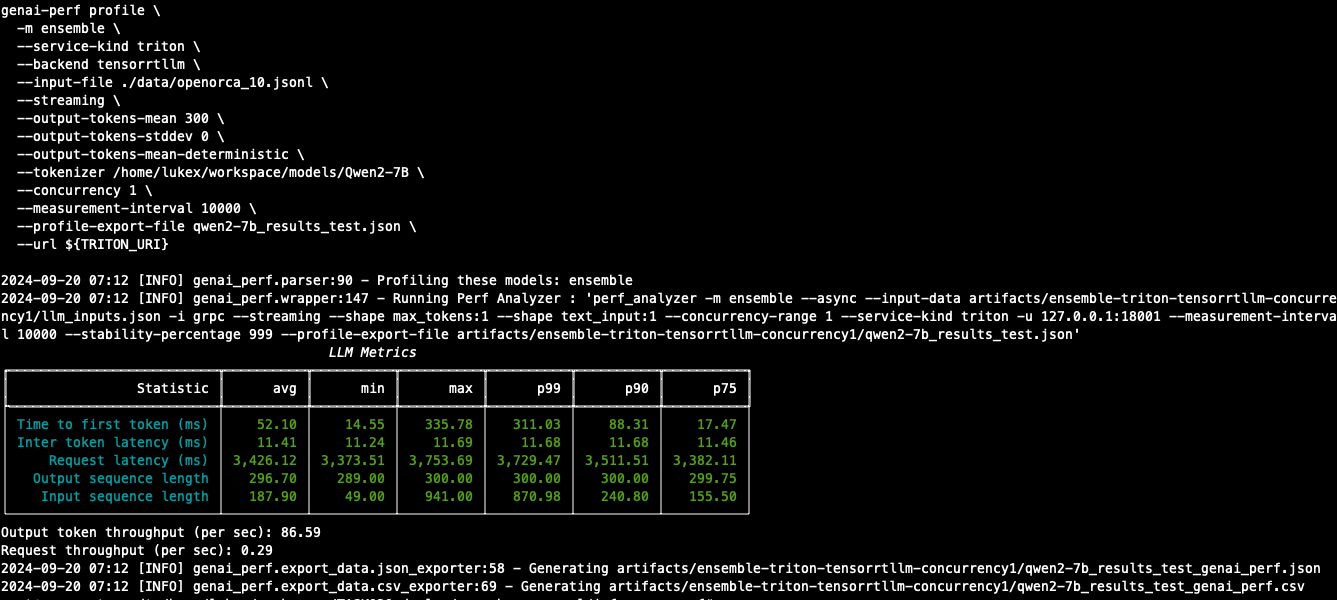 genai-perf profile \
-m ensemble \
--service-kind triton \
--backend tensorrtllm \
--input-file ./data/openorca_10.jsonl \
--streaming \
--output-tokens-mean 300 \
--output-tokens-stddev 0 \
--output-tokens-mean-deterministic \
--tokenizer /home/lukex/workspace/models/Qwen2-7B \
--concurrency 1 \
--measurement-interval 10000 \
--profile-export-file qwen2-7b_results_test.json \
--url ${TRITON_URI}
2024-09-20 07:12 [INFO] genai_perf.parser:90 - Profiling these models: ensemble
2024-09-20 07:12 [INFO] genai_perf.wrapper:147 - Running Perf Analyzer : 'perf_analyzer -m ensemble --async --input-data artifacts/ensemble-triton-tensorrtllm-concurre
ncy1/llm_inputs.json -i grpc --streaming --shape max_tokens:1 --shape text_input:1 --concurrency-range 1 --service-kind triton -u 127.0.0.1:18001 --measurement-interva
l 10000 --stability-percentage 999 --profile-export-file artifacts/ensemble-triton-tensorrtllm-concurrency1/qwen2-7b_results_test.json'
LLM Metrics
Statistic avg min max p99 p90 p75
Time to first token (ms) 52.10 14.55 335.78 311.03 88.31 17.47
Inter token latency (ms) 11.41 11.24 11.69 11.68 11.68 11.46
Request latency (ms) 3,426.12 3,373.51 3,753.69 3,729.47 3,511.51 3,382.11
Output sequence length 296.70 289.00 300.00 300.00 300.00 299.75
Input sequence length 187.90 49.00 941.00 870.98 240.80 155.50
Output token throughput (per sec): 86.59
Request throughput (per sec): 0.29
2024-09-20 07:12 [INFO] genai_perf.export_data.json_exporter:58 - Generating artifacts/ensemble-triton-tensorrtllm-concurrency1/qwen2-7b_results_test_genai_perf.json
2024-09-20 07:12 [INFO] genai_perf.export_data.csv_exporter:69 - Generating artifacts/ensemble-triton-tensorrtllm-concurrency1/qwen2-7b_results_test_genai_perf.csv